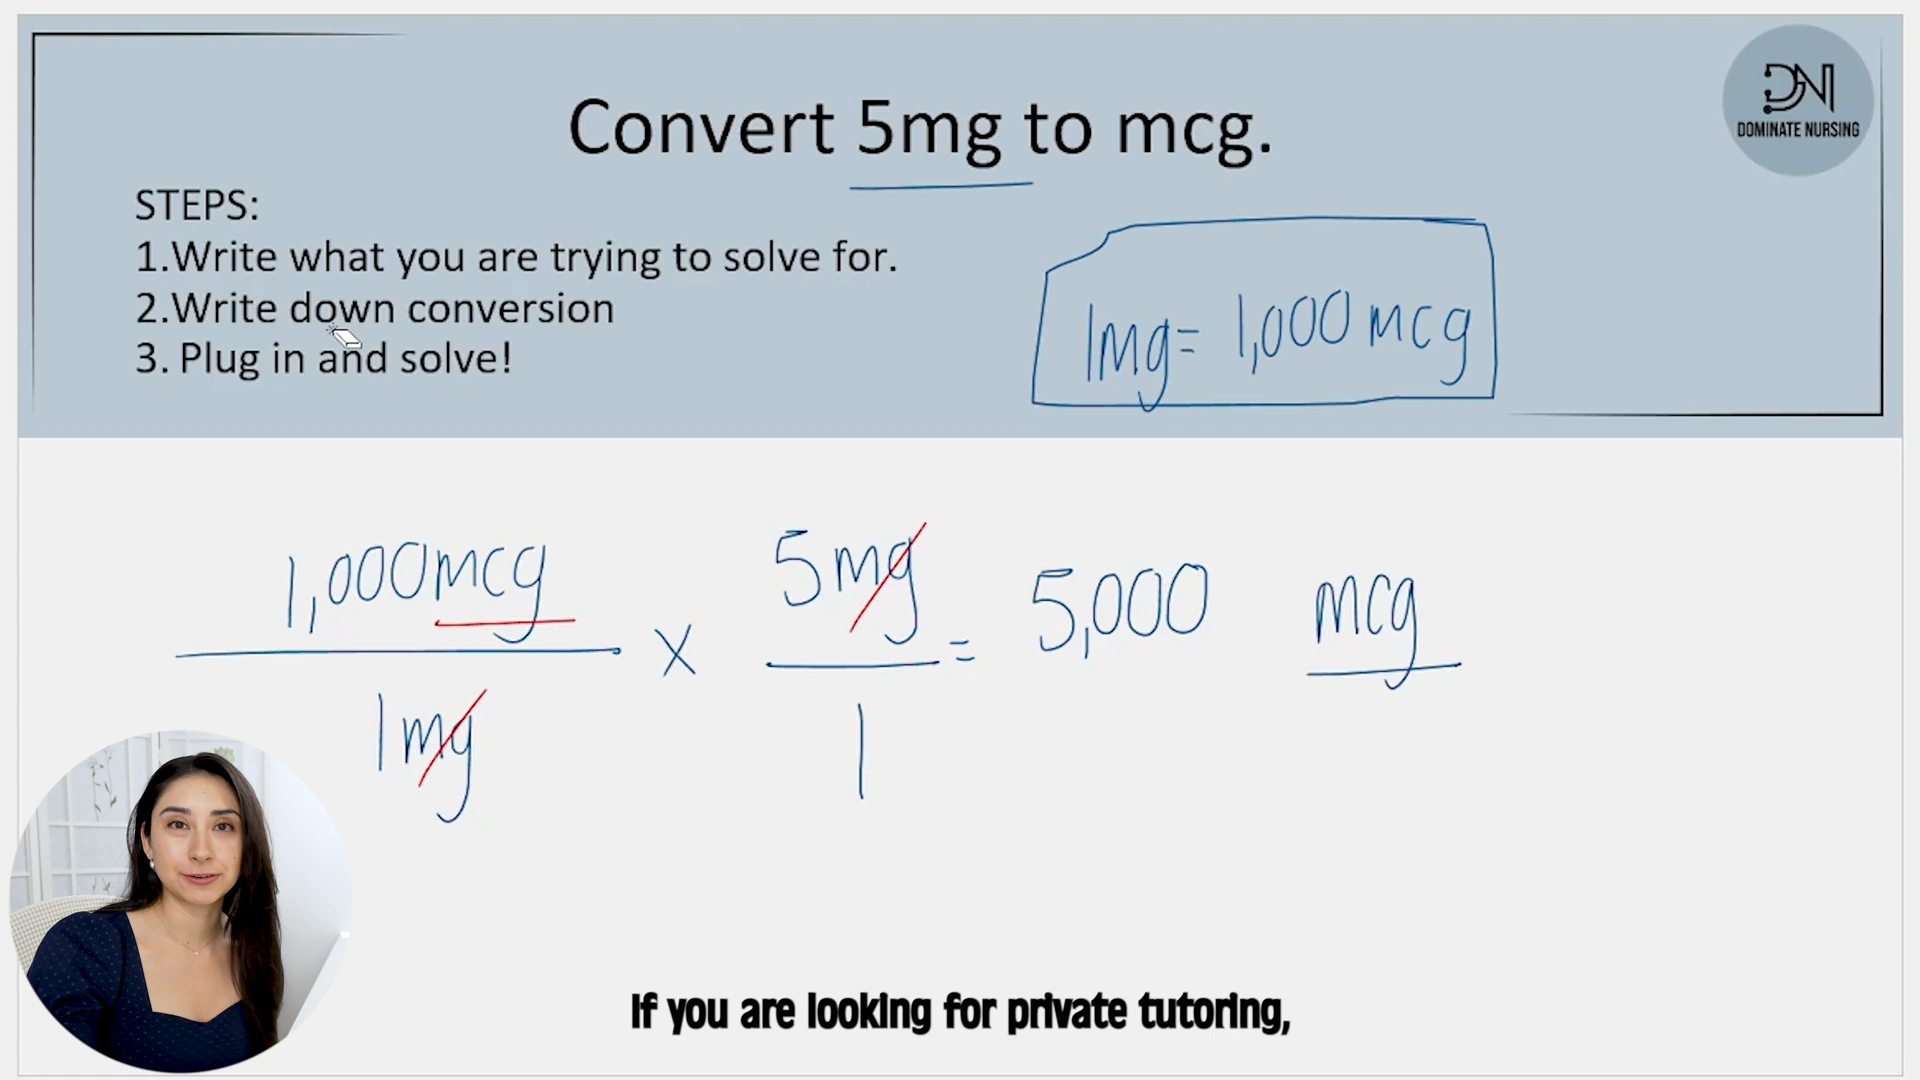 DN
DOMINATE NURSING
Convert 5mg to mcg.
STEPS:
1.Write what you are trying to solve for.
2.Write down conversion
3. Plug in and solve!
1mg= 1,000 mcg
1,000mcg
1mg
x
5mg
1
= 5,000 mcg
If you are looking for private tutoring,